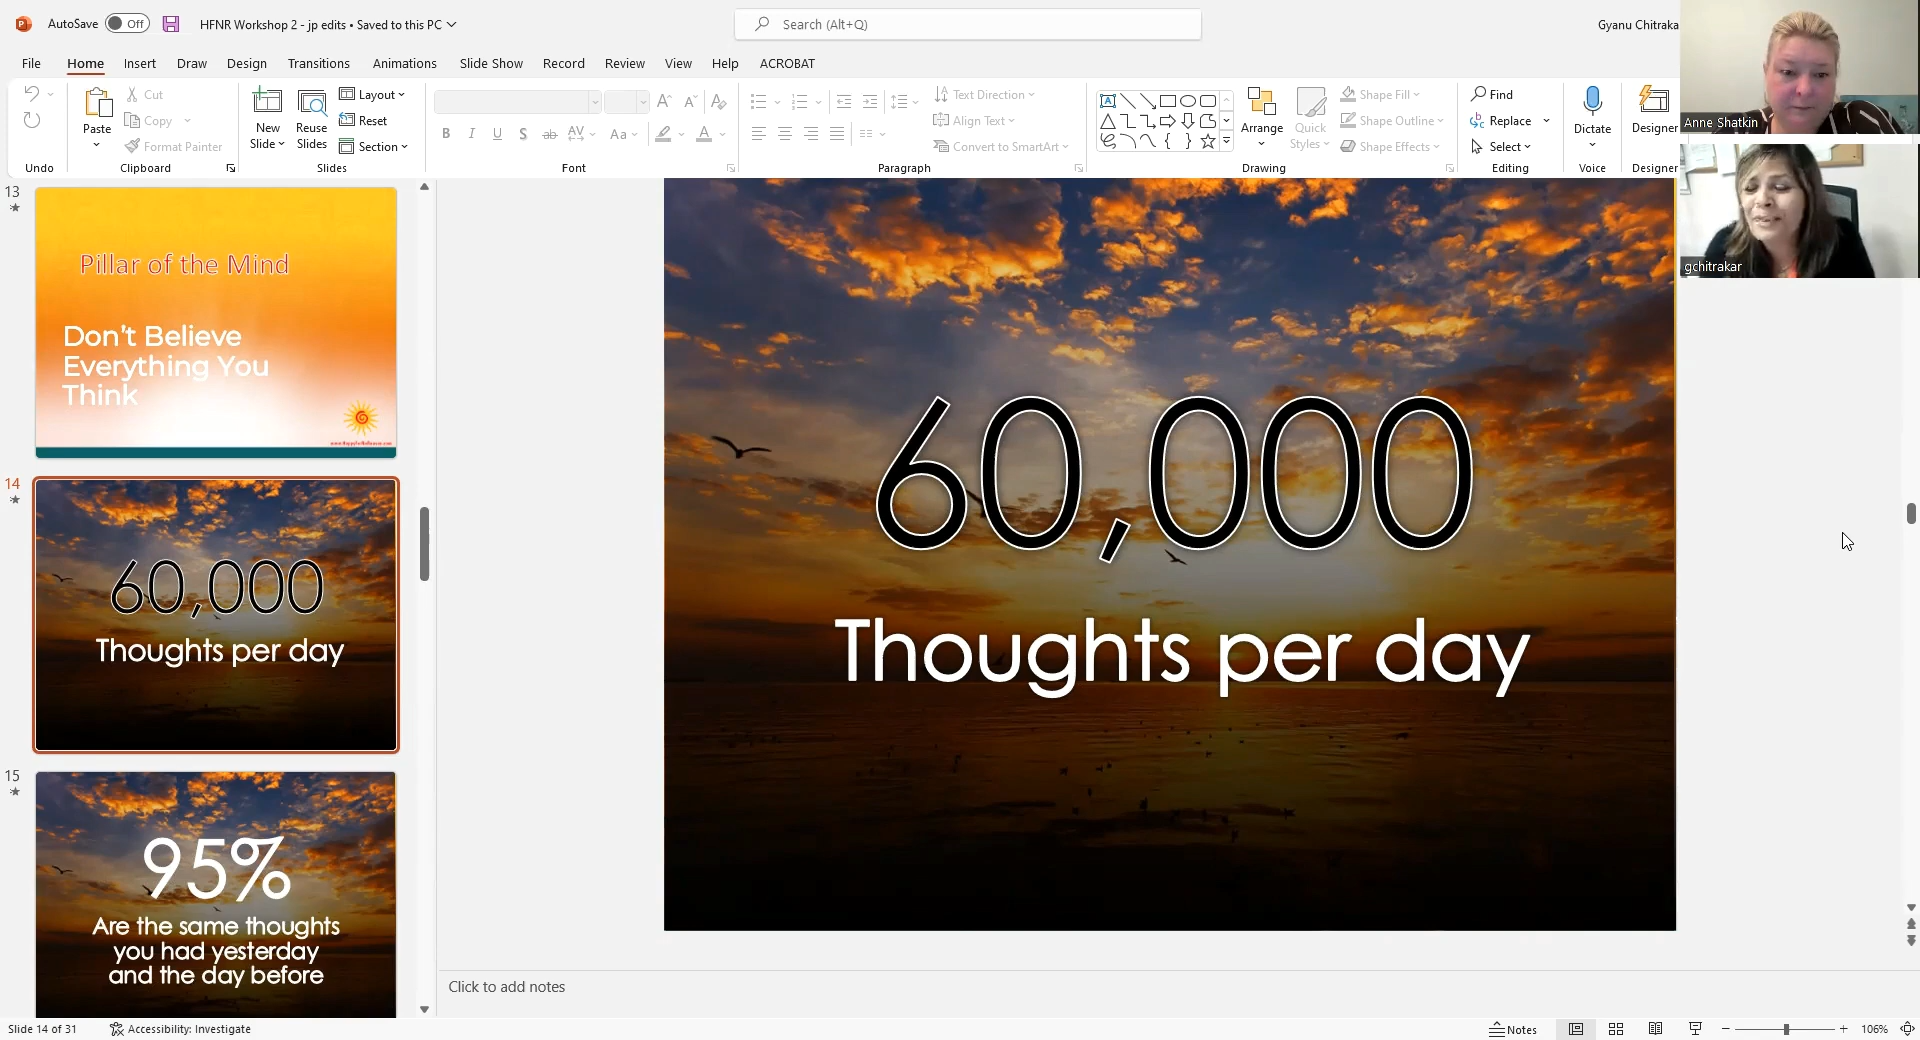 AutoSave
Off
HFNR Workshop 2 - jp edits • Saved to this PC
Search (Alt+Q)
Gyanu Chitraka
File
Home
Insert
Draw
Design
Transitions
Animations
Slide Show
Record
Review
View
Help
ACROBAT
Undo
Paste
Cut
Copy
Format Painter
Clipboard
New
Slide
Reuse
Slides
Layout
Reset
Section
Slides
B I U S ab AV Aa A
Font
Text Direction
Align Text
Convert to SmartArt
Paragraph
Arrange
Quick
Styles
Shape Fill
Shape Outline
Shape Effects
Drawing
Find
Replace
Select
Editing
Dictate
Voice
Designer
Designer
Anne Shatkin
gchitrakar
13
Pillar of the Mind
Don't Believe
Everything You
Think
14
60,000
Thoughts per day
15
95%
Are the same thoughts
you had yesterday
and the day before
60,000
Thoughts per day
Click to add notes
Slide 14 of 31
Accessibility: Investigate
Notes
106%